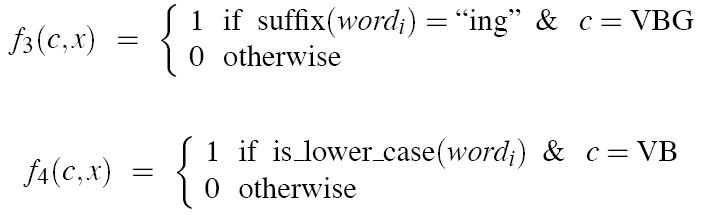 f3(c,x) = { 1 if suffix(wordi) = “ing” & c = VBG
0 otherwise
f4(c,x) = { 1 if is_lower_case(wordi) & c = VB
0 otherwise